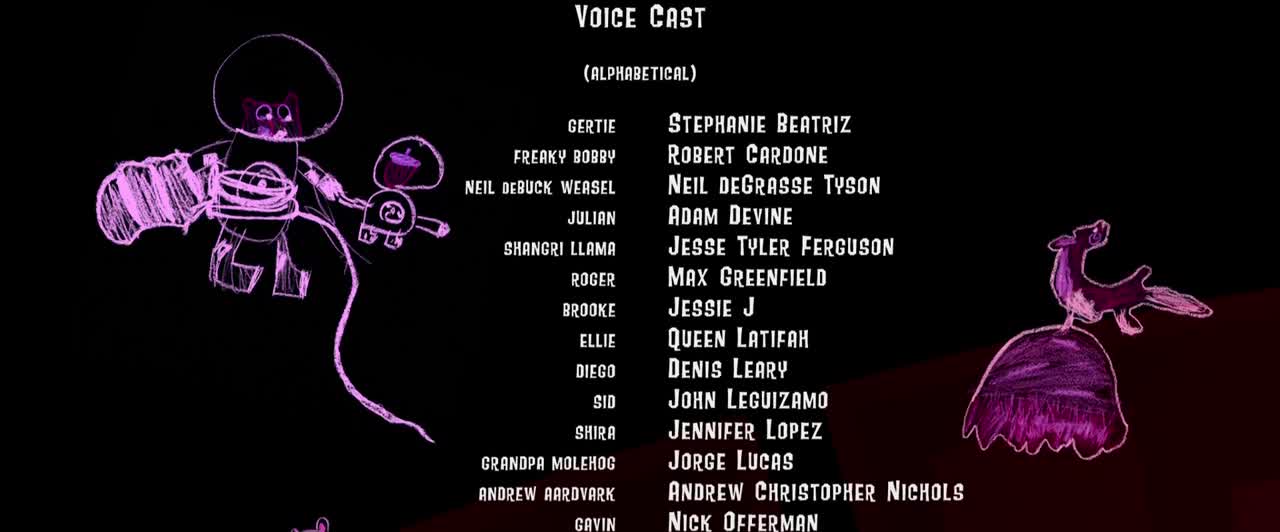 VOICE CAST
(ALPHABETICAL)
GERTIE STEPHANIE BEATRIZ
FREAKY BOBBY ROBERT CARDONE
NEIL DEBUCK WEASEL NEIL DEGRASSE TYSON
JULIAN ADAM DEVINE
SHANGRI LLAMA JESSE TYLER FERGUSON
ROGER MAX GREENFIELD
BROOKE JESSIE J
ELLIE QUEEN LATIFAH
DIEGO DENIS LEARY
SID JOHN LEGUIZAMO
SHIRA JENNIFER LOPEZ
GRANDPA MOLEHOG JORGE LUCAS
ANDREW AARDVARK ANDREW CHRISTOPHER NICHOLS
GAVIN NICK OFFERMAN